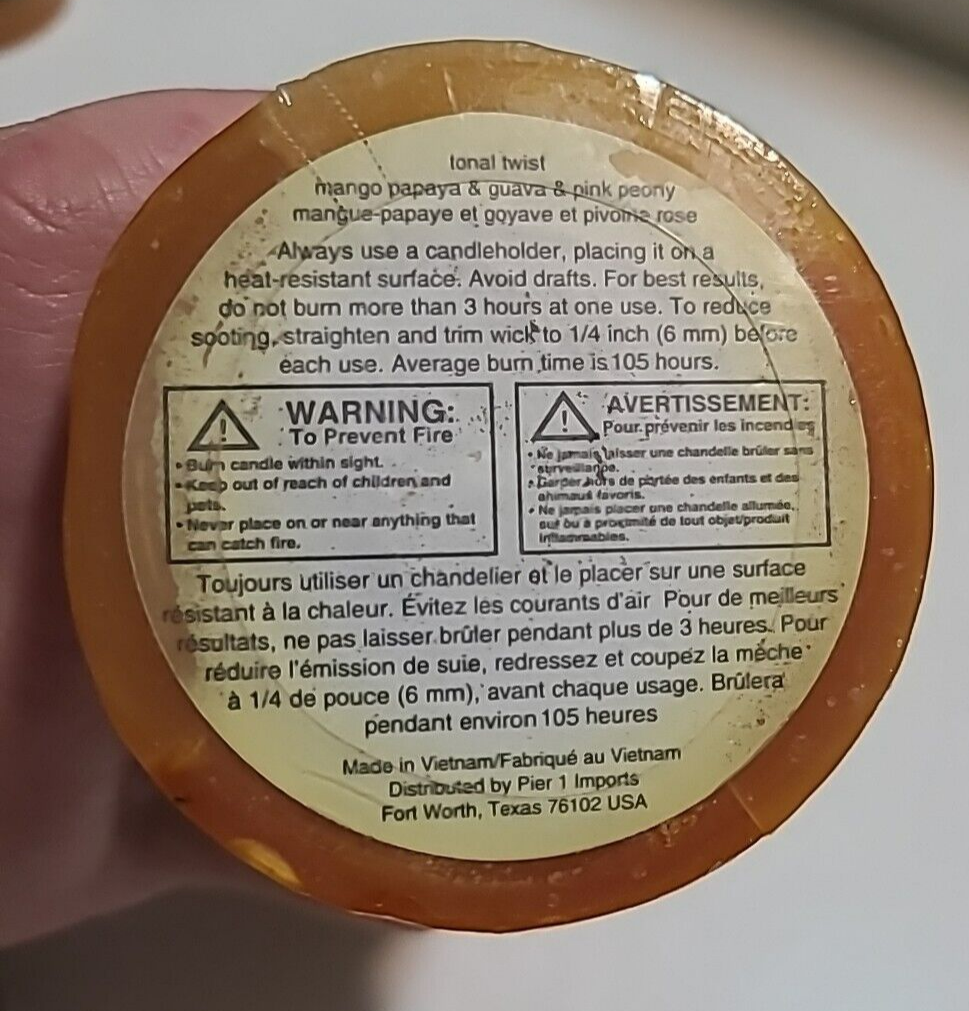 tonal twist
mango papaya & guava & pink peony
mangue-papaye et goyave et pivoine rose
Always use a candleholder, placing it on a
heat-resistant surface. Avoid drafts. For best results,
do not burn more than 3 hours at one use. To reduce
sooting, straighten and trim wick to 1/4 inch (6 mm) before
each use. Average burn time is 105 hours.
WARNING:
To Prevent Fire
• Burn candle within sight.
• Keep out of reach of children and
pets.
• Never place on or near anything that
can catch fire.
AVERTISSEMENT:
Pour prévenir les incendies
• Ne jamais laisser une chandelle brûler sans
surveillance.
• Garder hors de portée des enfants et des
animaux favoris.
• Ne jamais placer une chandelle allumée,
sur ou à proximité de tout objet/produit
inflammables.
Toujours utiliser un chandelier et le placer sur une surface
résistant à la chaleur. Évitez les courants d'air Pour de meilleurs
résultats, ne pas laisser brûler pendant plus de 3 heures. Pour
réduire l'émission de suie, redressez et coupez la mèche
à 1/4 de pouce (6 mm), avant chaque usage. Brûlera
pendant environ 105 heures
Made in Vietnam/Fabriqué au Vietnam
Distributed by Pier 1 Imports
Fort Worth, Texas 76102 USA